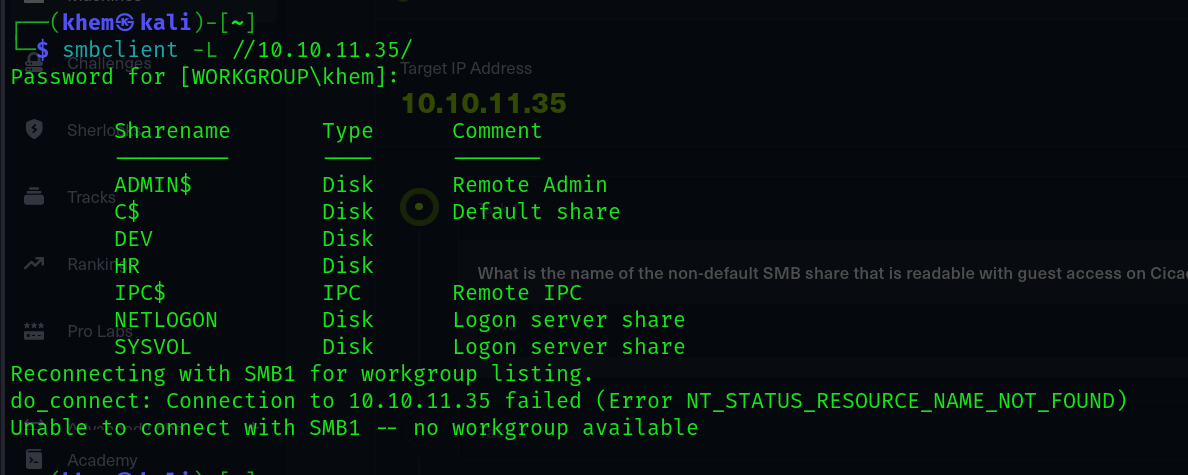 ┌──(khem㉿kali)-[~]
└─$ smbclient -L //10.10.11.35/
Password for [WORKGROUP\khem]:
Challenges
Target IP Address
10.10.11.35
Sherlocks
Sharename Type Comment
ADMIN$ Disk Remote Admin
Tracks
C$ Disk Default share
DEV Disk
HR Disk
Rankings
What is the name of the non-default SMB share that is readable with guest access on Cica
IPC$ IPC Remote IPC
NETLOGON Disk Logon server share
Pro Labs
SYSVOL Disk Logon server share
Reconnecting with SMB1 for workgroup listing.
do_connect: Connection to 10.10.11.35 failed (Error NT_STATUS_RESOURCE_NAME_NOT_FOUND)
Unable to connect with SMB1 -- no workgroup available
Academy